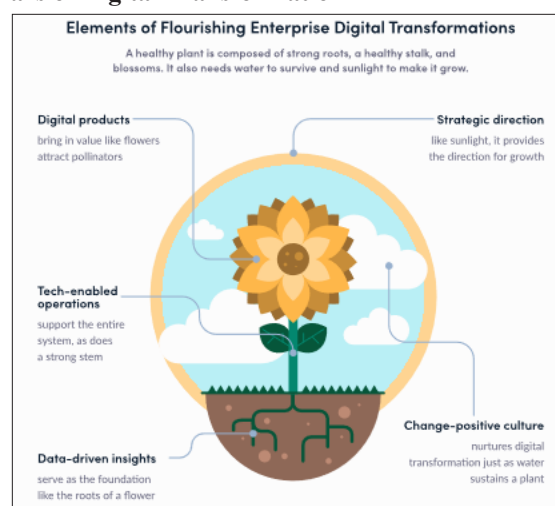 Elements of Flourishing Enterprise Digital Transformations
A healthy plant is composed of strong roots, a healthy stalk, and
blossoms. It also needs water to survive and sunlight to make it grow.
Digital products
bring in value like flowers
attract pollinators
Strategic direction
like sunlight, it provides
the direction for growth
Tech-enabled
operations
support the entire
system, as does
a strong stem
Change-positive culture
nurtures digital
transformation just as water
sustains a plant
Data-driven insights
serve as the foundation
like the roots of a flower